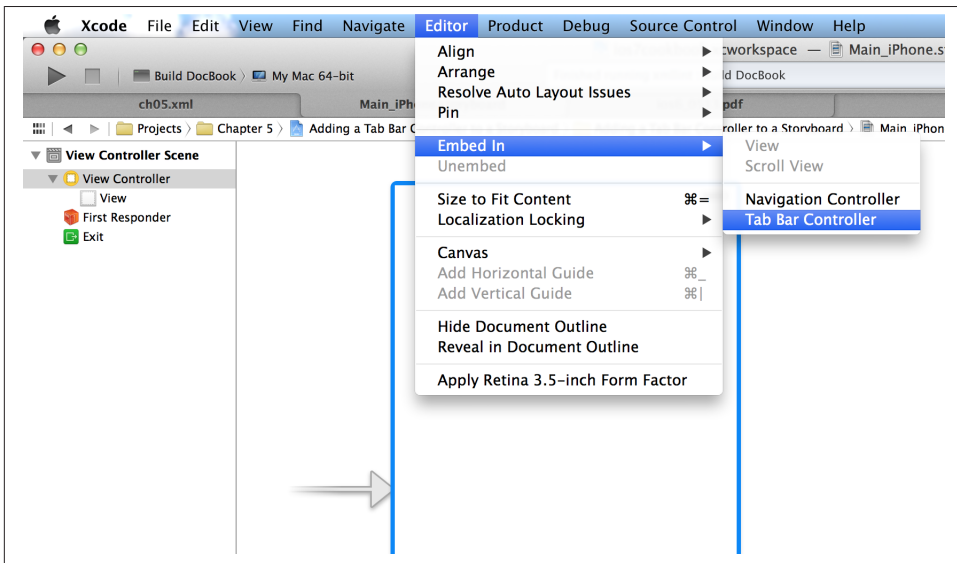 Xcode File Edit View Find Navigate Editor Product Debug Source Control Window Help
cworkspace — Main_iPhone.s
Build DocBook 〉 My Mac 64-bit
ld DocBook
ch05.xml
Main_iPh
pdf
Projects 〉 Chapter 5 〉 Adding a Tab Bar C
roller to a Storyboard 〉 Main_iPhon
View Controller Scene
View Controller
View
First Responder
Exit
Align
Arrange
Resolve Auto Layout Issues
Pin
Embed In
Unembed
Size to Fit Content ⌘=
Localization Locking
Canvas
Add Horizontal Guide ⌘_
Add Vertical Guide ⌘|
Hide Document Outline
Reveal in Document Outline
Apply Retina 3.5-inch Form Factor
View
Scroll View
Navigation Controller
Tab Bar Controller